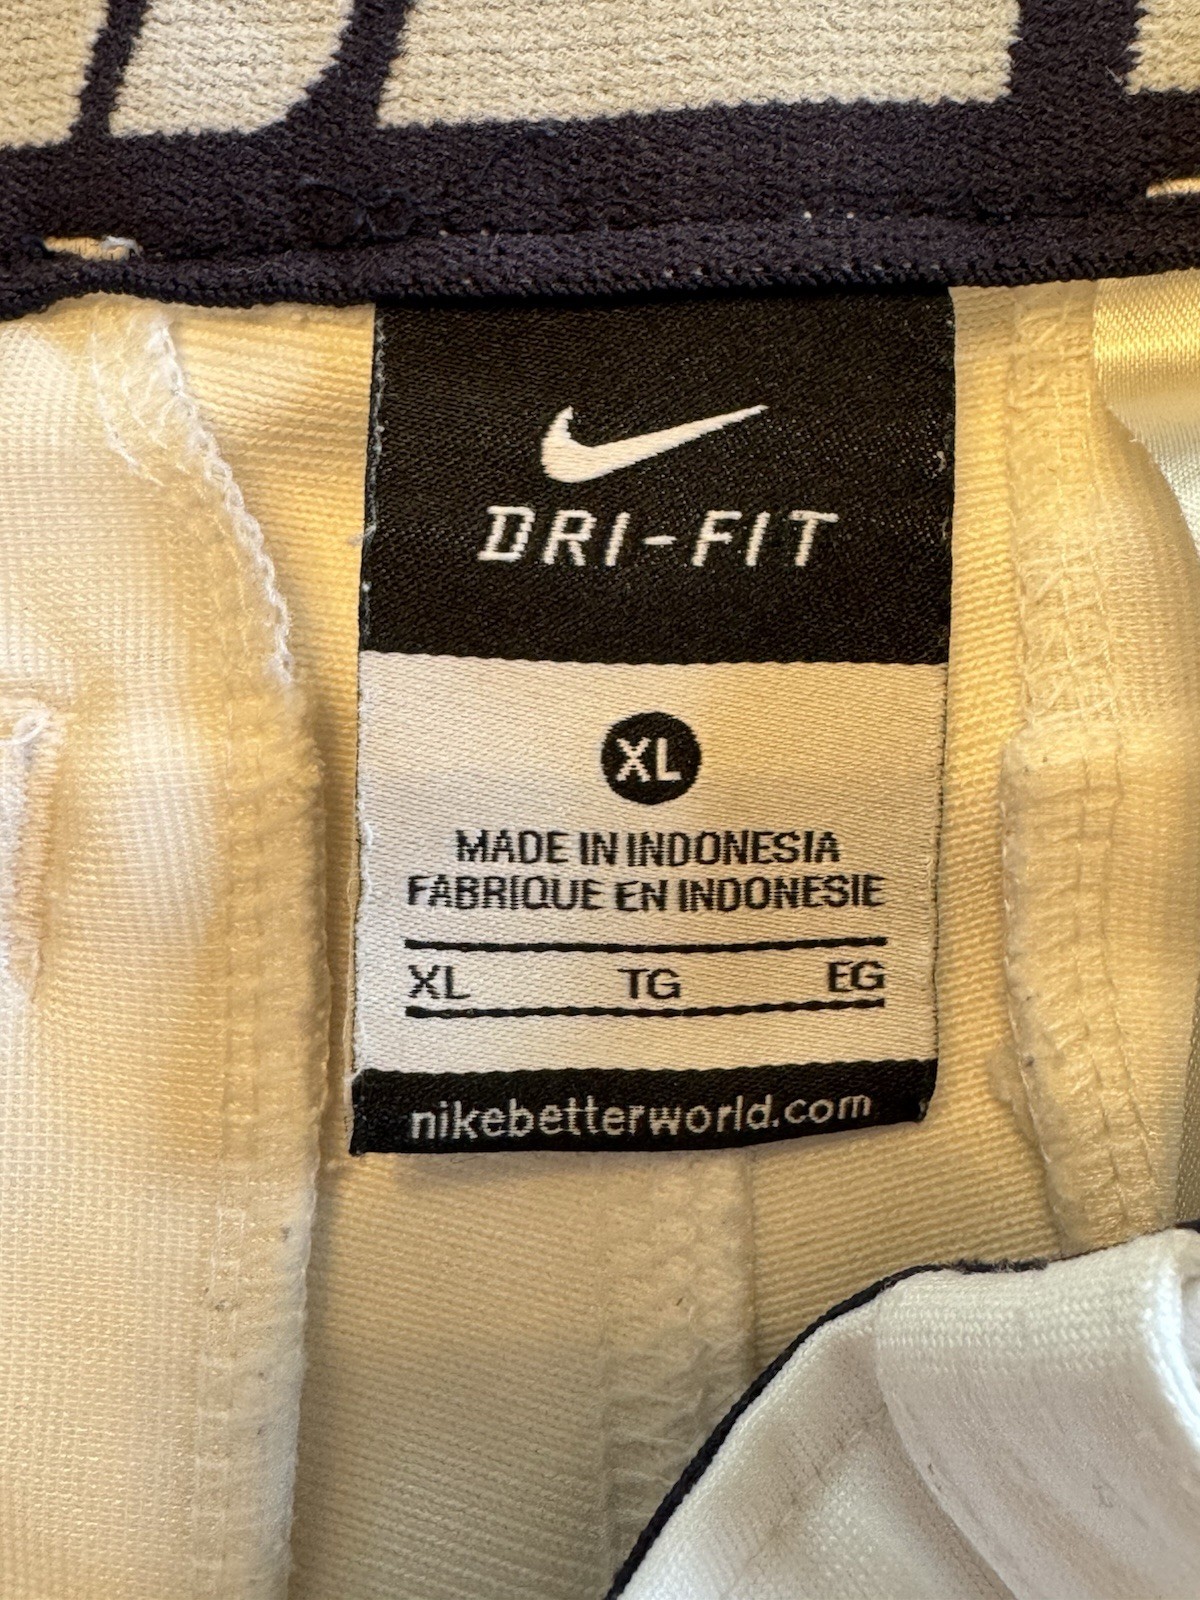 DRI-FIT
XL
MADE IN INDONESIA
FABRIQUE EN INDONESIE
XL TG EG
nikebetterworld.com